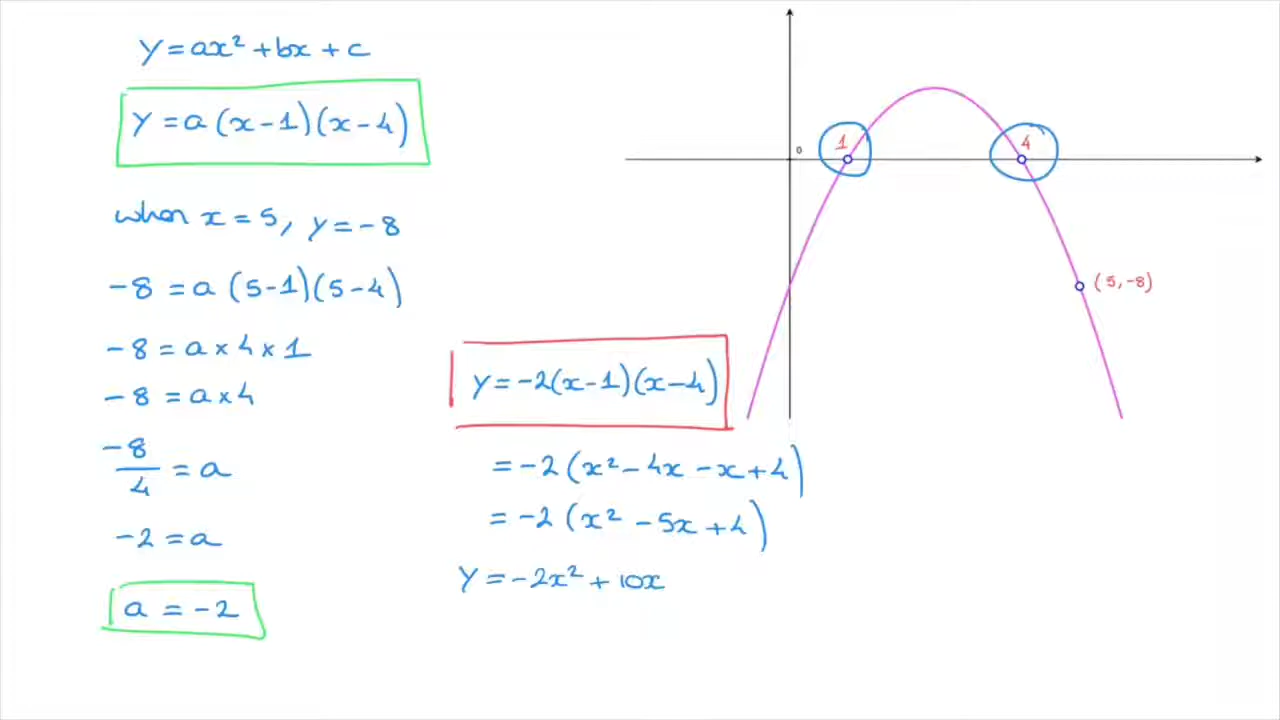 y = ax² + bx + c
y = a(x-1)(x-4)
when x = 5, y = -8
-8 = a(5-1)(5-4)
-8 = a × 4 × 1
-8 = a × 4
-8/4 = a
-2 = a
a = -2
y = -2(x-1)(x-4)
= -2(x² - 4x - x + 4)
= -2(x² - 5x + 4)
y = -2x² + 10x
0
1
4
(5, -8)